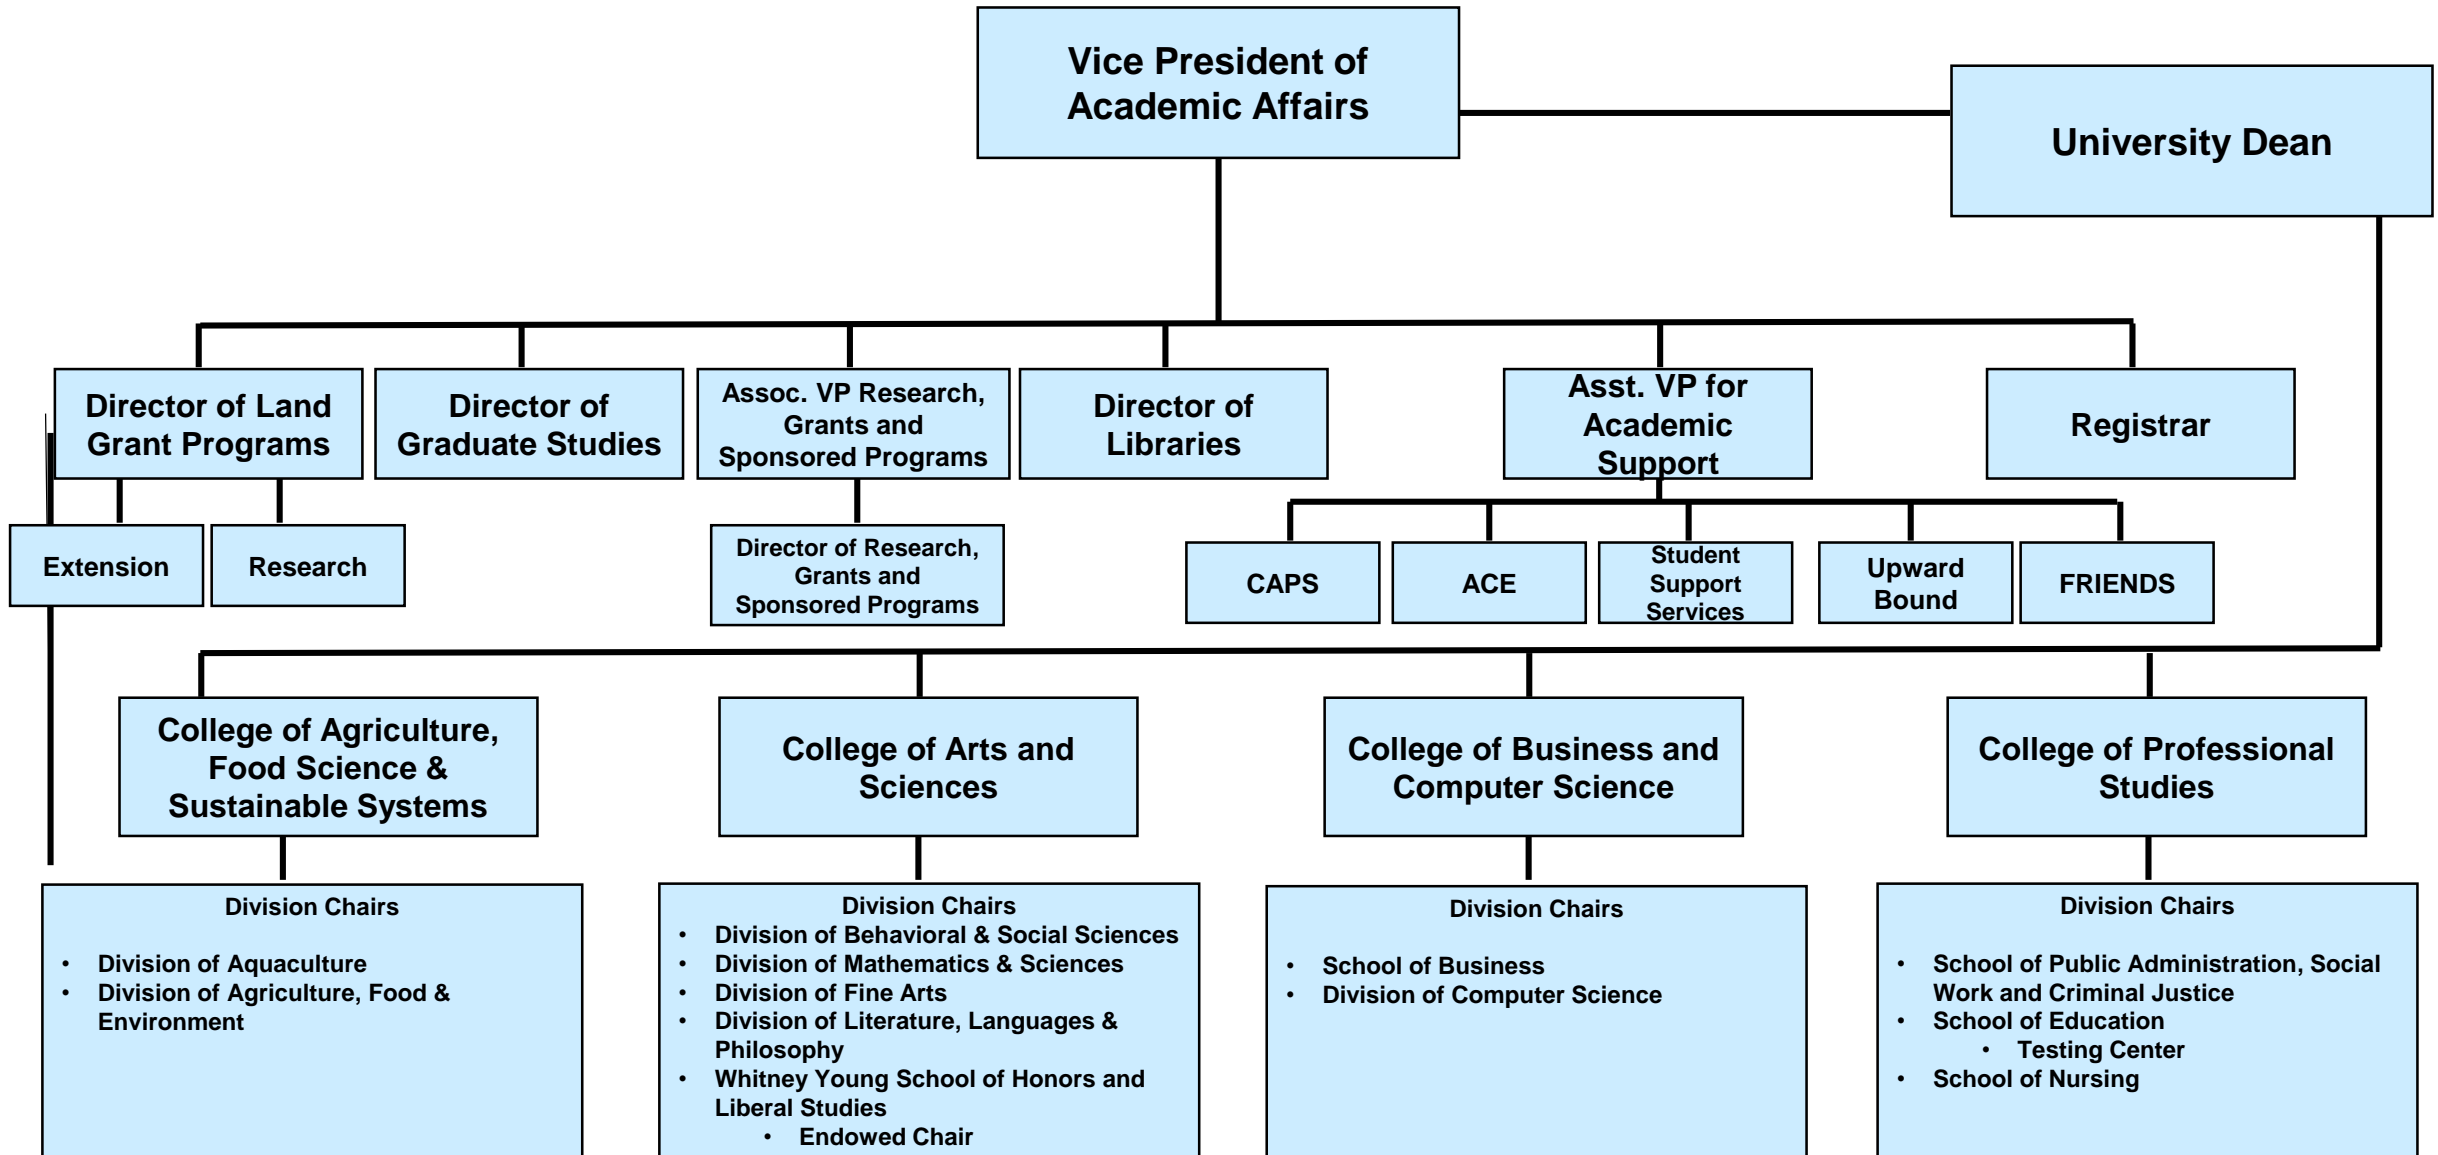 Vice President of
Academic Affairs
University Dean
Director of Land
Grant Programs
Director of
Graduate Studies
Assoc. VP Research,
Grants and
Sponsored Programs
Director of
Libraries
Asst. VP for
Academic
Support
Registrar
Extension
Research
Director of Research,
Grants and
Sponsored Programs
CAPS
ACE
Student
Support
Services
Upward
Bound
FRIENDS
College of Agriculture,
Food Science &
Sustainable Systems
College of Arts and
Sciences
College of Business and
Computer Science
College of Professional
Studies
Division Chairs
• Division of Aquaculture
• Division of Agriculture, Food &
Environment
Division Chairs
• Division of Behavioral & Social Sciences
• Division of Mathematics & Sciences
• Division of Fine Arts
• Division of Literature, Languages &
Philosophy
• Whitney Young School of Honors and
Liberal Studies
• Endowed Chair
Division Chairs
• School of Business
• Division of Computer Science
Division Chairs
• School of Public Administration, Social
Work and Criminal Justice
• School of Education
• Testing Center
• School of Nursing